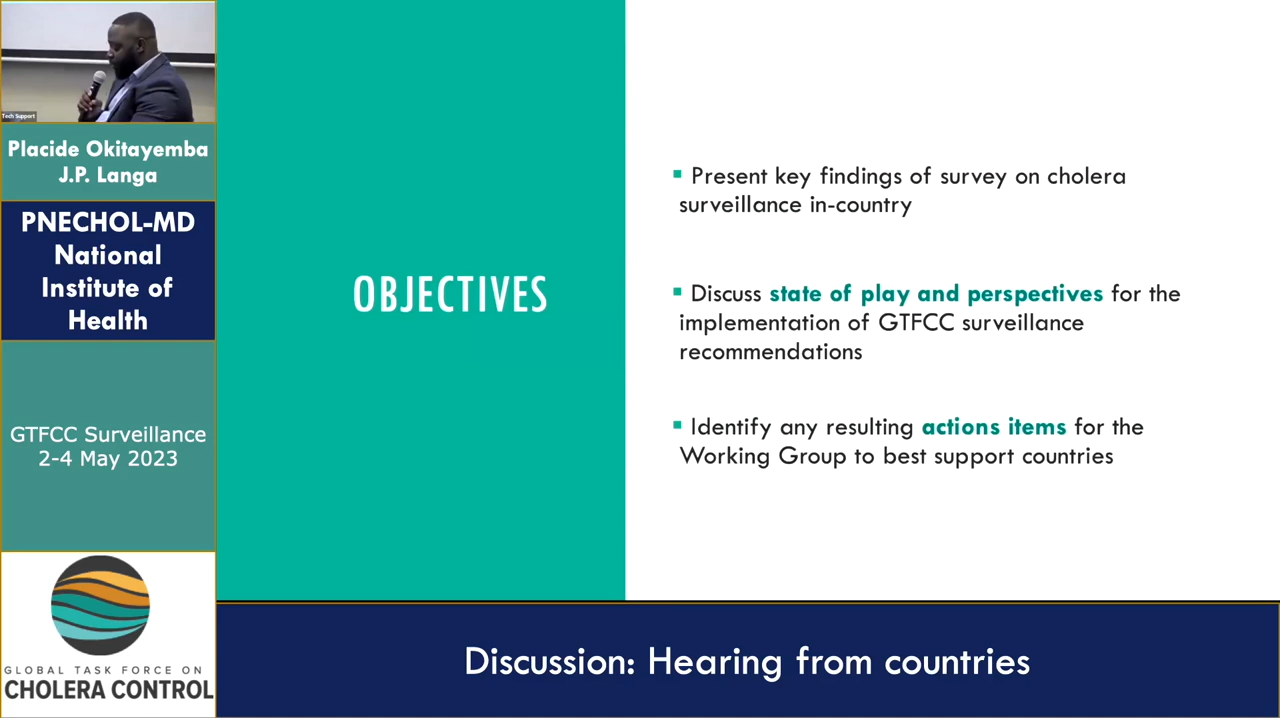 Tech Support
Placide Okitayemba
J.P. Langa
PNECHOL-MD
National
Institute of
Health
GTFCC Surveillance
2-4 May 2023
GLOBAL TASK FORCE ON
CHOLERA CONTROL
OBJECTIVES
▪ Present key findings of survey on cholera
surveillance in-country
▪ Discuss state of play and perspectives for the
implementation of GTFCC surveillance
recommendations
▪ Identify any resulting actions items for the
Working Group to best support countries
Discussion: Hearing from countries